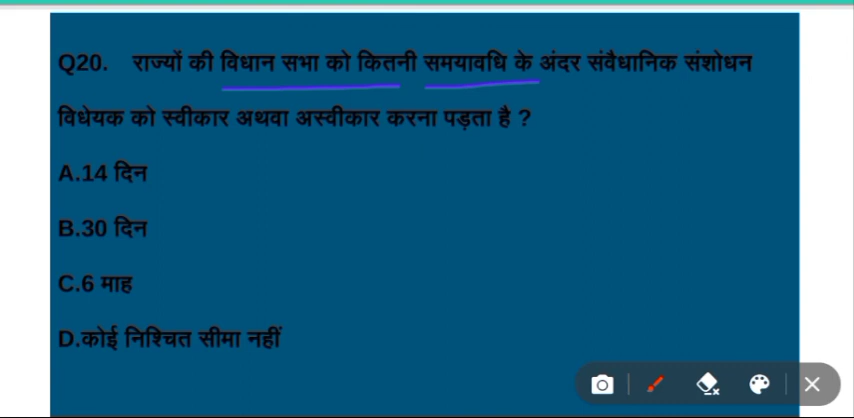 Q20. राज्यों की विधान सभा को कितनी समयावधि के अंदर संवैधानिक संशोधन
विधेयक को स्वीकार अथवा अस्वीकार करना पड़ता है ?
A.14 दिन
B.30 दिन
C.6 माह
D.कोई निश्चित सीमा नहीं